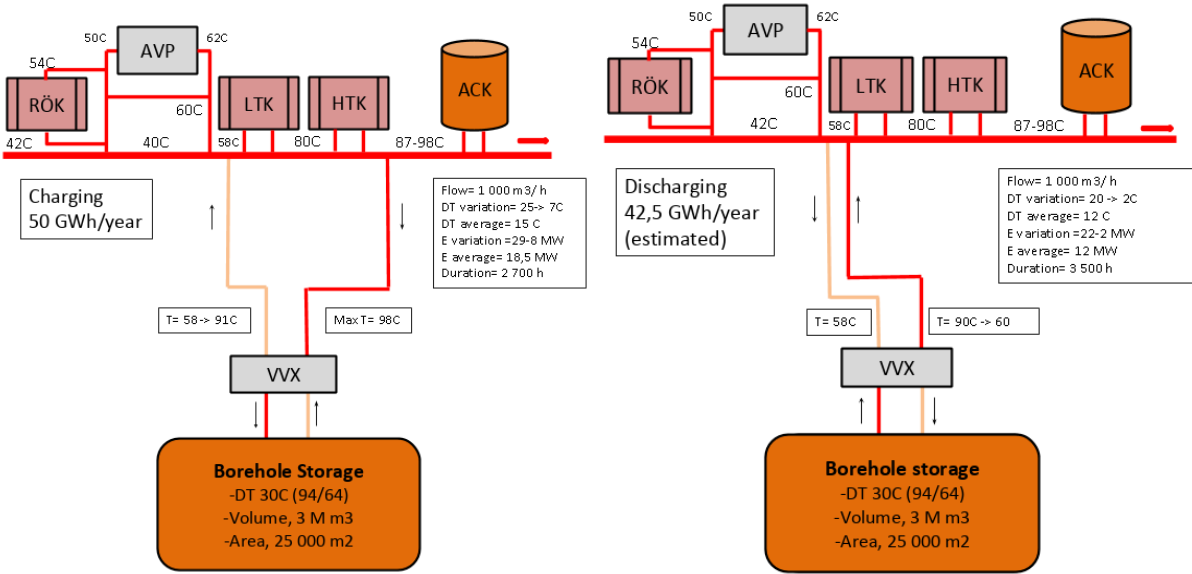 50C
AVP
62C
54C
RÖK
60C
LTK
HTK
ACK
42C
40C
58C
80C
87-98C
Charging
50 GWh/year
Flow= 1 000 m3/ h
DT variation= 25-> 7C
DT average= 15 C
E variation =29-8 MW
E average= 18,5 MW
Duration= 2 700 h
T= 58-> 91C
Max T= 98C
VVX
Borehole Storage
-DT 30C (94/64)
-Volume, 3 M m3
-Area, 25 000 m2
50C
AVP
62C
54C
RÖK
60C
LTK
HTK
ACK
42C
58C
80C
87-98C
Discharging
42,5 GWh/year
(estimated)
Flow= 1 000 m3/ h
DT variation= 20 -> 2C
DT average= 12 C
E variation=22-2 MW
E average= 12 MW
Duration= 3 500 h
T= 58C
T= 90C -> 60
VVX
Borehole storage
-DT 30C (94/64)
-Volume, 3 M m3
-Area, 25 000 m2